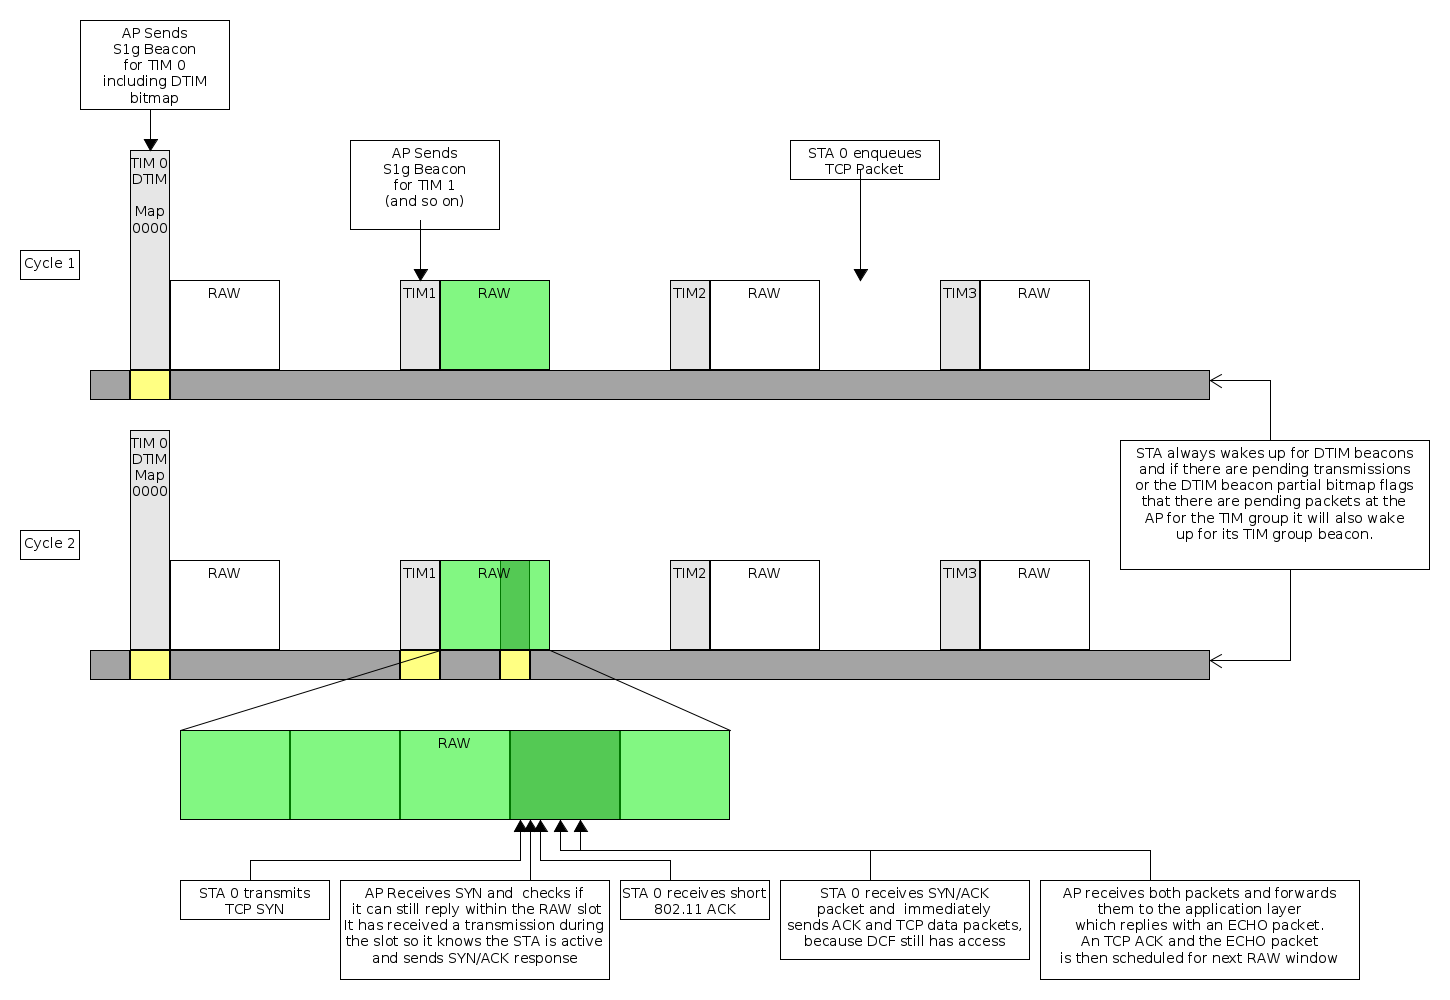 AP Sends
S1g Beacon
for TIM 0
including DTIM
bitmap
AP Sends
S1g Beacon
for TIM 1
(and so on)
STA 0 enqueues
TCP Packet
Cycle 1
TIM 0
DTIM
Map
0000
RAW
TIM1
RAW
TIM2
RAW
TIM3
RAW
STA always wakes up for DTIM beacons
and if there are pending transmissions
or the DTIM beacon partial bitmap flags
that there are pending packets at the
AP for the TIM group it will also wake
up for its TIM group beacon.
Cycle 2
TIM 0
DTIM
Map
0000
RAW
TIM1
RAW
TIM2
RAW
TIM3
RAW
RAW
STA 0 transmits
TCP SYN
AP Receives SYN and  checks if
it can still reply within the RAW slot
It has received a transmission during
the slot so it knows the STA is active
and sends SYN/ACK response
STA 0 receives short
802.11 ACK
STA 0 receives SYN/ACK
packet and  immediately
sends ACK and TCP data packets,
because DCF still has access
AP receives both packets and forwards
them to the application layer
which replies with an ECHO packet.
An TCP ACK and the ECHO packet
is then scheduled for next RAW window